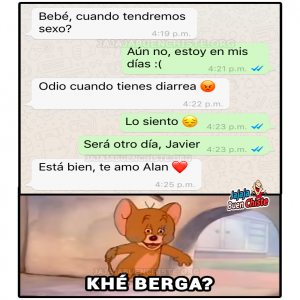 Bebé, cuando tendremos
sexo?
4:19 p.m.
Aún no, estoy en mis
días :(
4:21 p.m.
Odio cuando tienes diarrea 😡
4:22 p.m.
Lo siento 😔
4:23 p.m.
Será otro día, Javier
4:23 p.m.
Está bien, te amo Alan ❤️
4:25 p.m.
Jajaja
Buen Chiste
KHÉ BERGA?